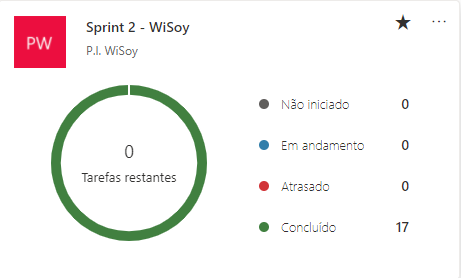 PW
Sprint 2 - WiSoy
P.I. WiSoy
0
Tarefas restantes
Não iniciado 0
Em andamento 0
Atrasado 0
Concluído 17